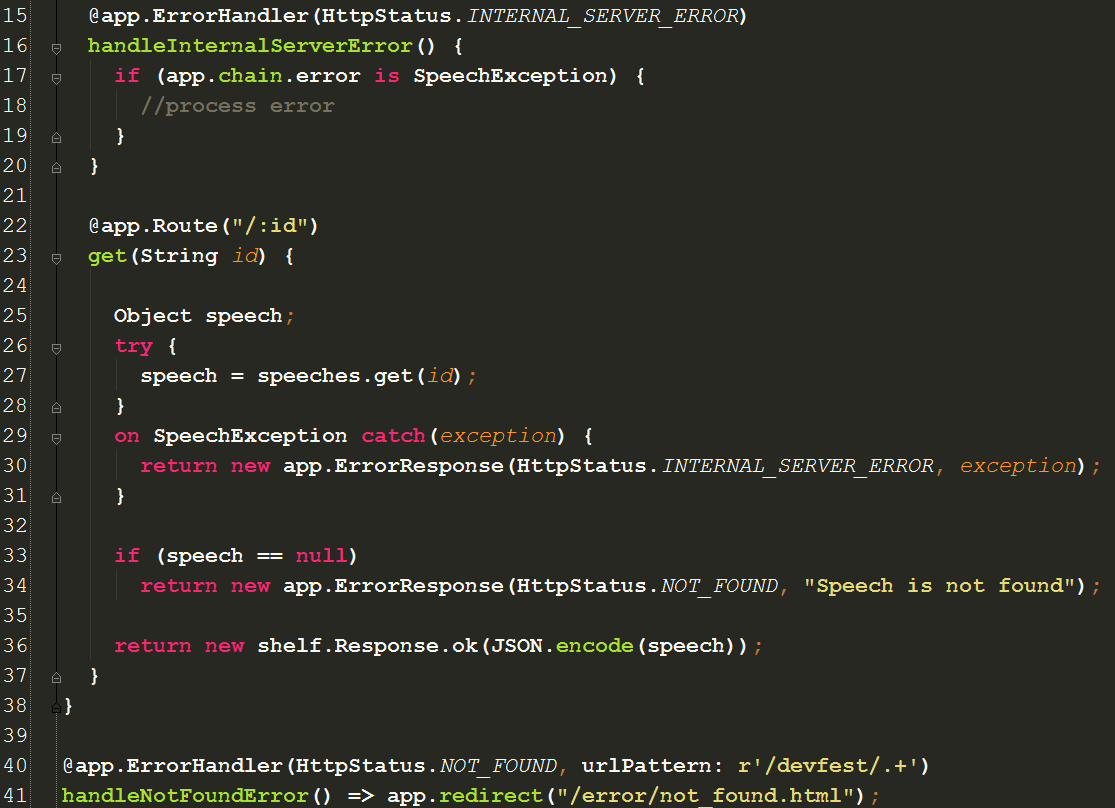 15 @app.ErrorHandler(HttpStatus.INTERNAL_SERVER_ERROR)
16 handleInternalServerError() {
17 if (app.chain.error is SpeechException) {
18 //process error
19 }
20 }
21
22 @app.Route("/:id")
23 get(String id) {
24
25 Object speech;
26 try {
27 speech = speeches.get(id);
28 }
29 on SpeechException catch(exception) {
30 return new app.ErrorResponse(HttpStatus.INTERNAL_SERVER_ERROR, exception);
31 }
32
33 if (speech == null)
34 return new app.ErrorResponse(HttpStatus.NOT_FOUND, "Speech is not found");
35
36 return new shelf.Response.ok(JSON.encode(speech));
37 }
38 }
39
40 @app.ErrorHandler(HttpStatus.NOT_FOUND, urlPattern: r'/devfest/.+')
41 handleNotFoundError() => app.redirect("/error/not_found.html");